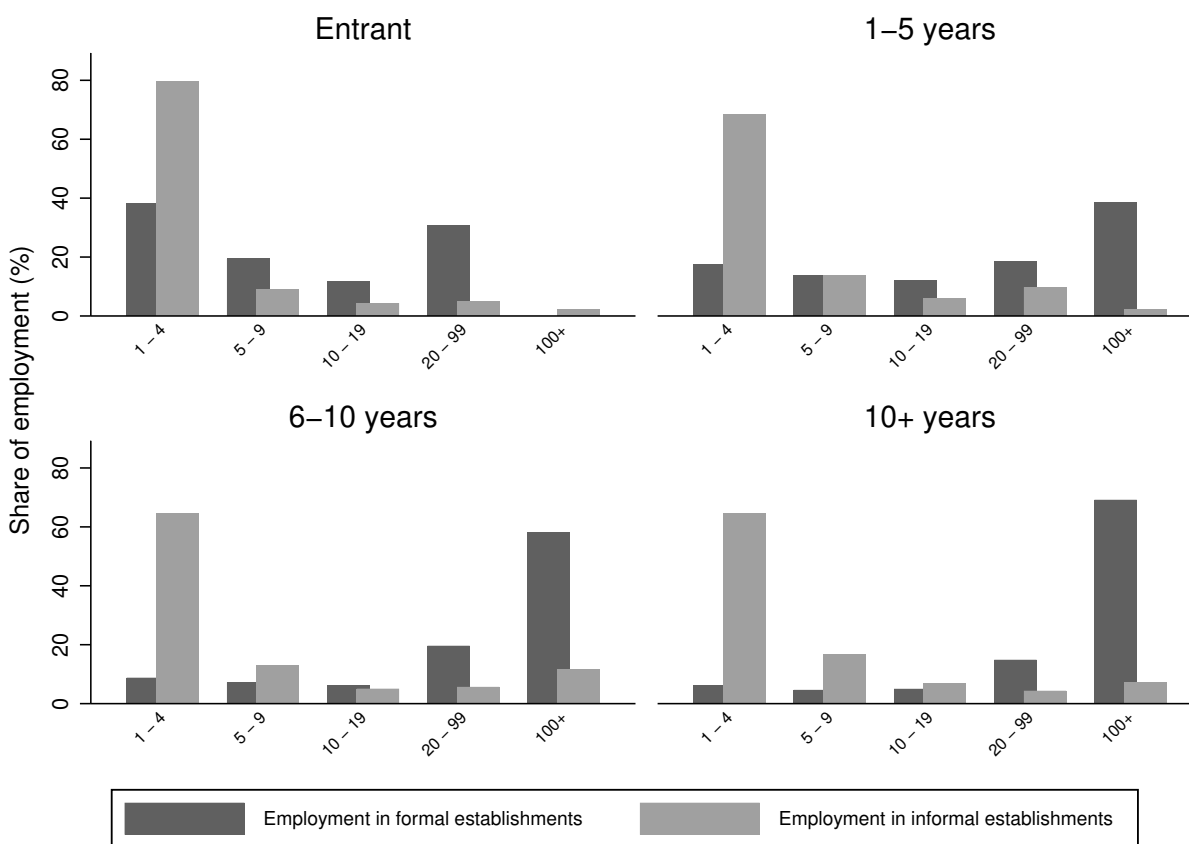 Entrant
1–5 years
Share of employment (%)
80
60
40
20
0
1 – 4
5 – 9
10 – 19
20 – 99
100+
1 – 4
5 – 9
10 – 19
20 – 99
100+
6–10 years
10+ years
80
60
40
20
0
1 – 4
5 – 9
10 – 19
20 – 99
100+
1 – 4
5 – 9
10 – 19
20 – 99
100+
Employment in formal establishments
Employment in informal establishments